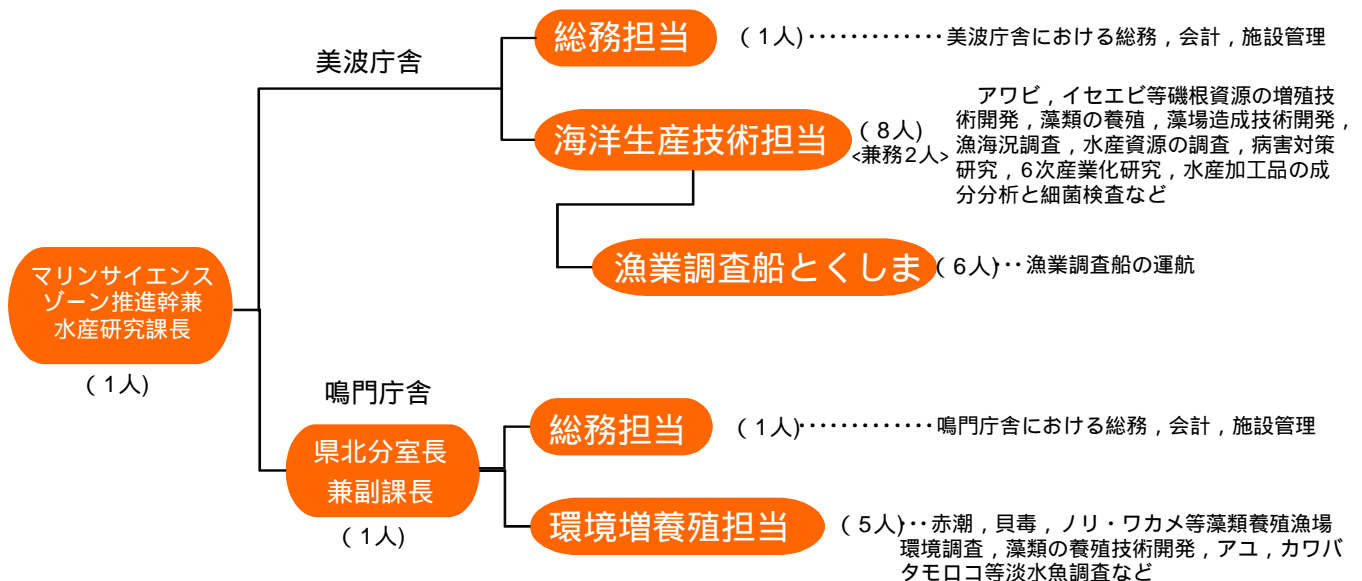 美波庁舎
総務担当
（1人)‥‥‥‥‥‥‥美波庁舎における総務，会計，施設管理
海洋生産技術担当
（8人)
<兼務2人>
アワビ，イセエビ等磯根資源の増殖技
術開発，藻類の養殖，藻場造成技術開発，
漁海況調査，水産資源の調査，病害対策
研究，6次産業化研究，水産加工品の成
分分析と細菌検査など
漁業調査船とくしま
（6人)‥･漁業調査船の運航
マリンサイエンス
ゾーン推進幹兼
水産研究課長
（1人)
鳴門庁舎
県北分室長
兼副課長
（1人)
総務担当
（1人)‥‥‥‥‥‥‥鳴門庁舎における総務，会計，施設管理
環境増養殖担当
（5人)‥･赤潮，貝毒，ノリ・ワカメ等藻類養殖漁場
環境調査，藻類の養殖技術開発，アユ，カワバ
タモロコ等淡水魚調査など